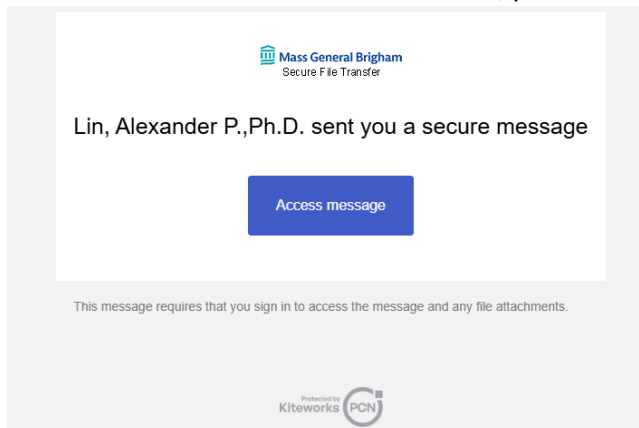 Mass General Brigham
Secure File Transfer
Lin, Alexander P.,Ph.D. sent you a secure message
Access message
This message requires that you sign in to access the message and any file attachments.
Protected by
Kiteworks PCN